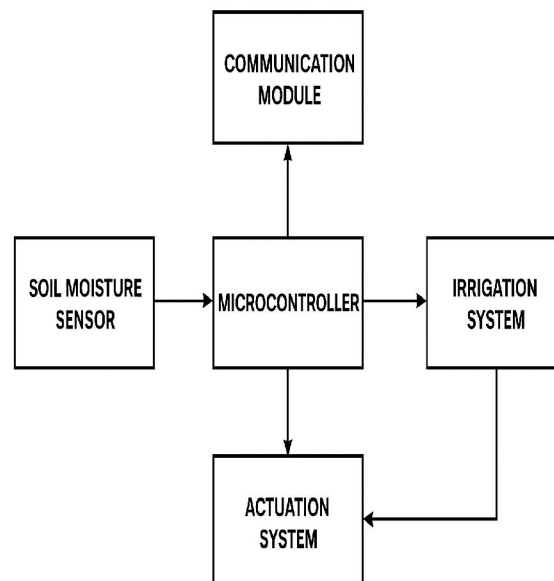 COMMUNICATION
MODULE
SOIL MOISTURE
SENSOR
MICROCONTROLLER
IRRIGATION
SYSTEM
ACTUATION
SYSTEM